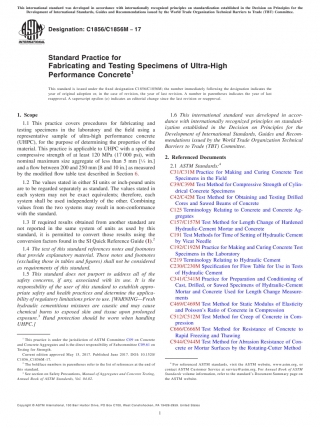 This international standard was developed in accordance with internationally recognized principles on standardization established in the Decision on Principles for the
Development of International Standards, Guides and Recommendations issued by the World Trade Organization Technical Barriers to Trade (TBT) Committee.
INTERNATIONAL
Designation: C1856/C1856M − 17
Standard Practice for
Fabricating and Testing Specimens of Ultra-High
Performance Concrete¹
This standard is issued under the fixed designation C1856/C1856M; the number immediately following the designation indicates the
year of original adoption or, in the case of revision, the year of last revision. A number in parentheses indicates the year of last
reapproval. A superscript epsilon (ε) indicates an editorial change since the last revision or reapproval.
1. Scope
1.1 This practice covers procedures for fabricating and
testing specimens in the laboratory and the field using a
representative sample of ultra-high performance concrete
(UHPC), for the purpose of determining the properties of the
material. This practice is applicable to UHPC with a specified
compressive strength of at least 120 MPa (17 000 psi), with
nominal maximum size aggregate of less than 5 mm [¼ in.]
and a flow between 200 and 250 mm [8 and 10 in.] as measured
by the modified flow table test described in Section 6.
1.2 The values stated in either SI units or inch-pound units
are to be regarded separately as standard. The values stated in
each system may not be exact equivalents; therefore, each
system shall be used independently of the other. Combining
values from the two systems may result in non-conformance
with the standard.
1.3 If required results obtained from another standard are
not reported in the same system of units as used by this
standard, it is permitted to convert those results using the
conversion factors found in the SI Quick Reference Guide (1).²
1.4 The text of this standard references notes and footnotes
that provide explanatory material. These notes and footnotes
(excluding those in tables and figures) shall not be considered
as requirements of this standard.
1.5 This standard does not purport to address all of the
safety concerns, if any, associated with its use. It is the
responsibility of the user of this standard to establish appro-
priate safety and health practices and determine the applica-
bility of regulatory limitations prior to use. (WARNING—Fresh
hydraulic cementitious mixtures are caustic and may cause
chemical burns to exposed skin and tissue upon prolonged
exposure.³ Hand protection should be worn when handling
UHPC.)
1.6 This international standard was developed in accor-
dance with internationally recognized principles on standard-
ization established in the Decision on Principles for the
Development of International Standards, Guides and Recom-
mendations issued by the World Trade Organization Technical
Barriers to Trade (TBT) Committee.
2. Referenced Documents
2.1 ASTM Standards:⁴
C31/C31M Practice for Making and Curing Concrete Test
Specimens in the Field
C39/C39M Test Method for Compressive Strength of Cylin-
drical Concrete Specimens
C42/C42M Test Method for Obtaining and Testing Drilled
Cores and Sawed Beams of Concrete
C125 Terminology Relating to Concrete and Concrete Ag-
gregates
C157/C157M Test Method for Length Change of Hardened
Hydraulic-Cement Mortar and Concrete
C191 Test Methods for Time of Setting of Hydraulic Cement
by Vicat Needle
C192/C192M Practice for Making and Curing Concrete Test
Specimens in the Laboratory
C219 Terminology Relating to Hydraulic Cement
C230/C230M Specification for Flow Table for Use in Tests
of Hydraulic Cement
C341/C341M Practice for Preparation and Conditioning of
Cast, Drilled, or Sawed Specimens of Hydraulic-Cement
Mortar and Concrete Used for Length Change Measure-
ments
C469/C469M Test Method for Static Modulus of Elasticity
and Poisson's Ratio of Concrete in Compression
C512/C512M Test Method for Creep of Concrete in Com-
pression
C666/C666M Test Method for Resistance of Concrete to
Rapid Freezing and Thawing
C944/C944M Test Method for Abrasion Resistance of Con-
crete or Mortar Surfaces by the Rotating-Cutter Method
¹ This practice is under the jurisdiction of ASTM Committee C09 on Concrete
and Concrete Aggregates and is the direct responsibility of Subcommittee C09.61 on
Testing for Strength.
Current edition approved May 15, 2017. Published June 2017. DOI: 10.1520/
C1856_C1856M-17.
² The boldface numbers in parentheses refer to the list of references at the end of
this standard.
³ See section on Safety Precautions, Manual of Aggregate and Concrete Testing,
Annual Book of ASTM Standards, Vol. 04.02.
⁴ For referenced ASTM standards, visit the ASTM website, www.astm.org, or
contact ASTM Customer Service at service@astm.org. For Annual Book of ASTM
Standards volume information, refer to the standard's Document Summary page on
the ASTM website.
Copyright © ASTM International, 100 Barr Harbor Drive, PO Box C700, West Conshohocken, PA 19428-2959. United States
1